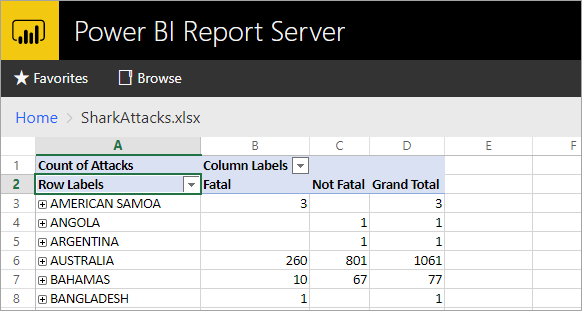 Power BI Report Server
Favorites Browse
Home > SharkAttacks.xlsx
A B C D E F
1 Count of Attacks Column Labels
2 Row Labels Fatal Not Fatal Grand Total
3 AMERICAN SAMOA 3 3
4 ANGOLA 1 1
5 ARGENTINA 1 1
6 AUSTRALIA 260 801 1061
7 BAHAMAS 10 67 77
8 BANGLADESH 1 1